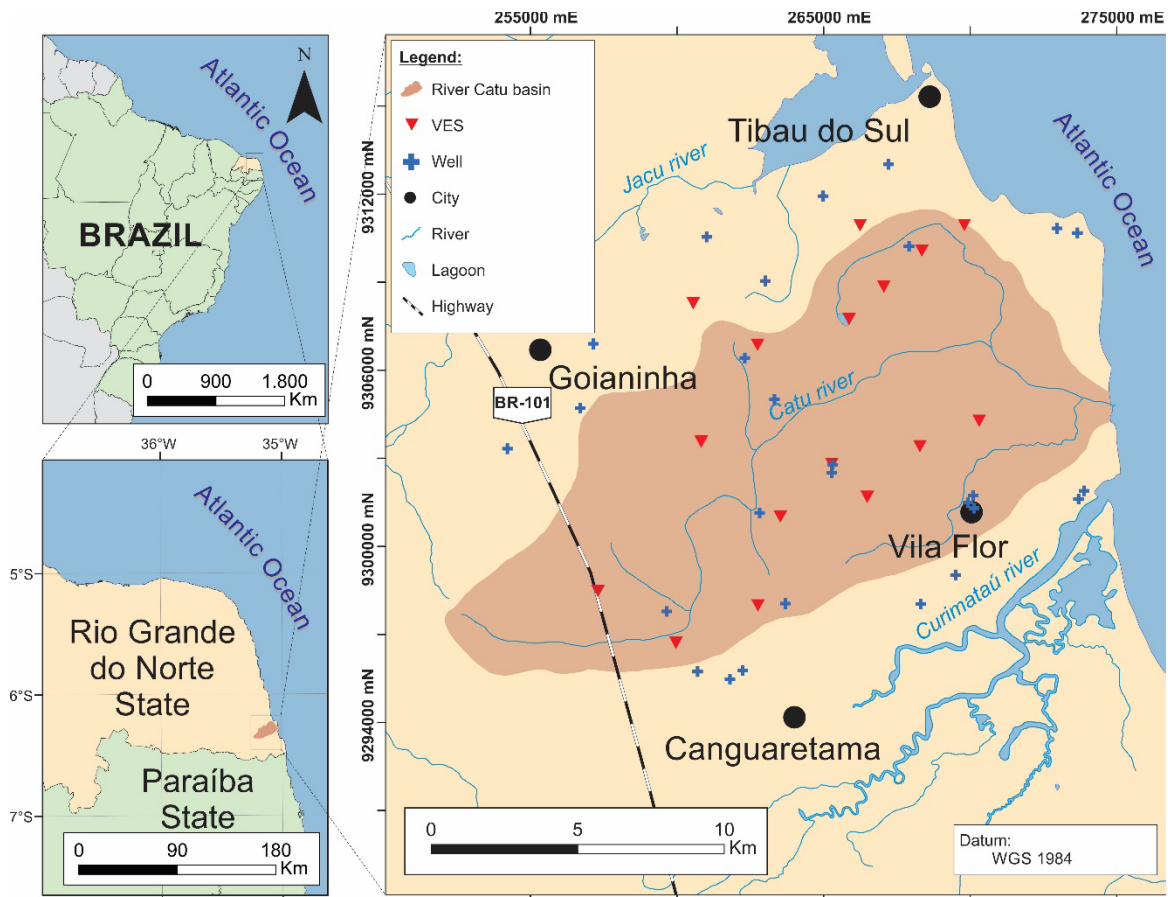 Atlantic Ocean
N
BRAZIL
0 900 1.800
Km
36°W 35°W
Atlantic Ocean
5°S
Rio Grande
do Norte
State
6°S
Paraíba
State
7°S
0 90 180
Km
255000 mE 265000 mE 275000 mE
9312000 mN
9306000 mN
9300000 mN
9294000 mN
Legend:
River Catu basin
VES
Well
City
River
Lagoon
Highway
Tibau do Sul
Atlantic Ocean
Jacu river
Goianinha
BR-101
Catu river
Vila Flor
Curimataú river
Canguaretama
0 5 10
Km
Datum:
WGS 1984